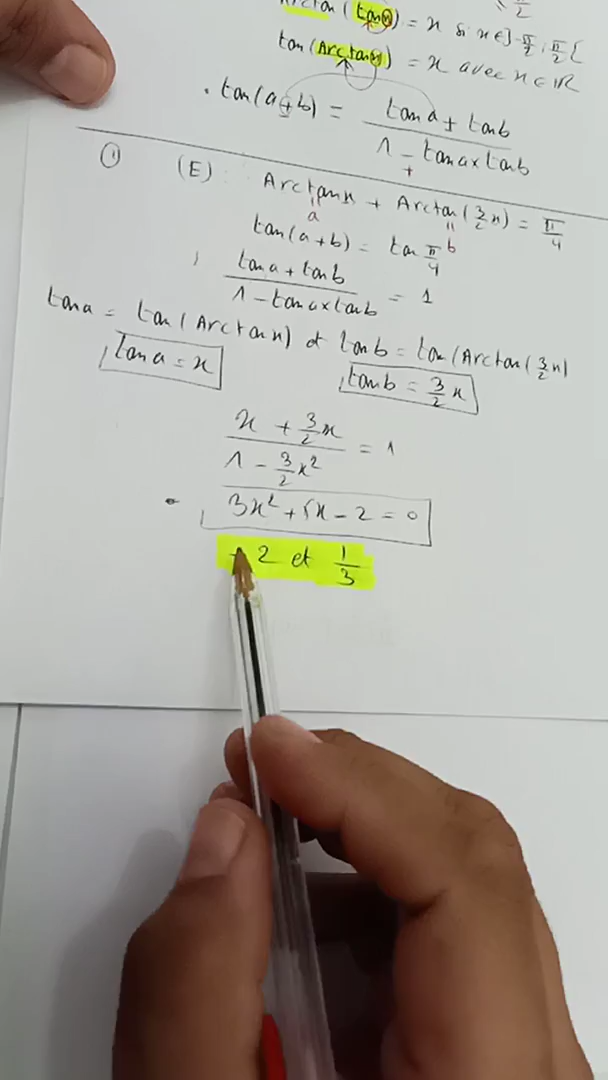 π/2
Arctan (tan(x)) = x si x∈]-π/2; π/2[
tan (Arctan(x)) = x avec x∈ℝ
. tan(a+b) = (tan a + tan b)/(1 - tan a × tan b)
+
① (E) : Arctan x + Arctan(3/2 x) = π/4
a b
tan(a+b) = tan π/4
(tan a + tan b)/(1 - tan a × tan b) = 1
tan a = tan(Arctan x) et tan b = tan(Arctan(3/2 x)
tan a = x tan b = 3/2 x
(x + 3/2 x)/(1 - 3/2 x²) = 1
3x² + 5x - 2 = 0
-2 et 1/3